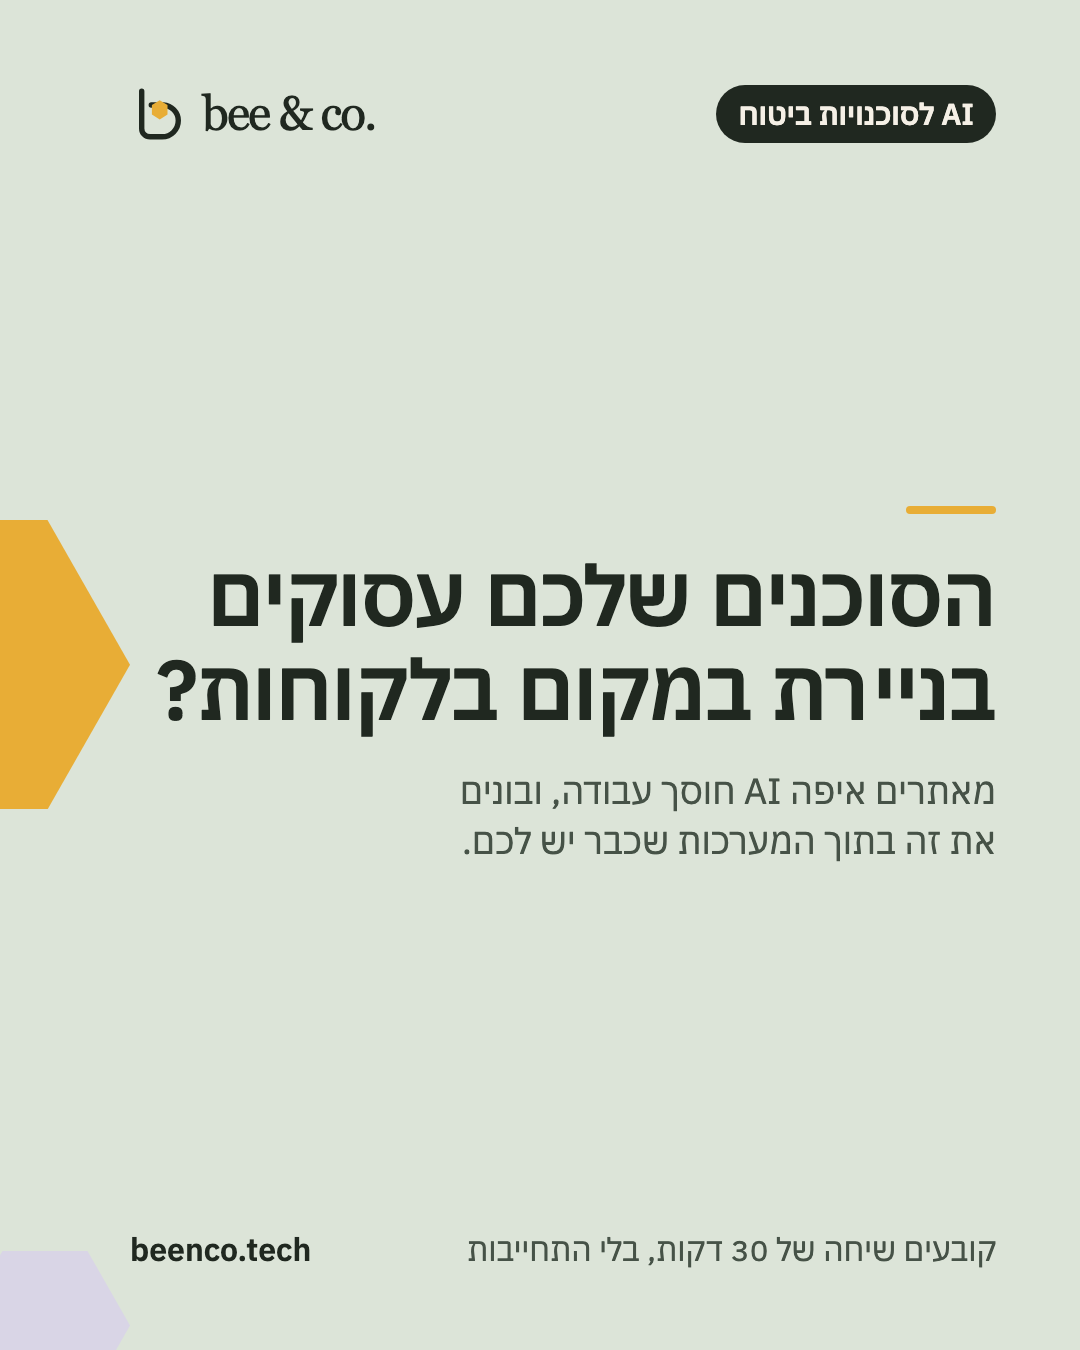 AI לסוכנויות ביטוח
bee & co.
הסוכנים שלכם עסוקים
בניירת במקום בלקוחות?
מאתרים איפה AI חוסך עבודה, ובונים
את זה בתוך המערכות שכבר יש לכם.
קובעים שיחה של 30 דקות, בלי התחייבות
beenco.tech